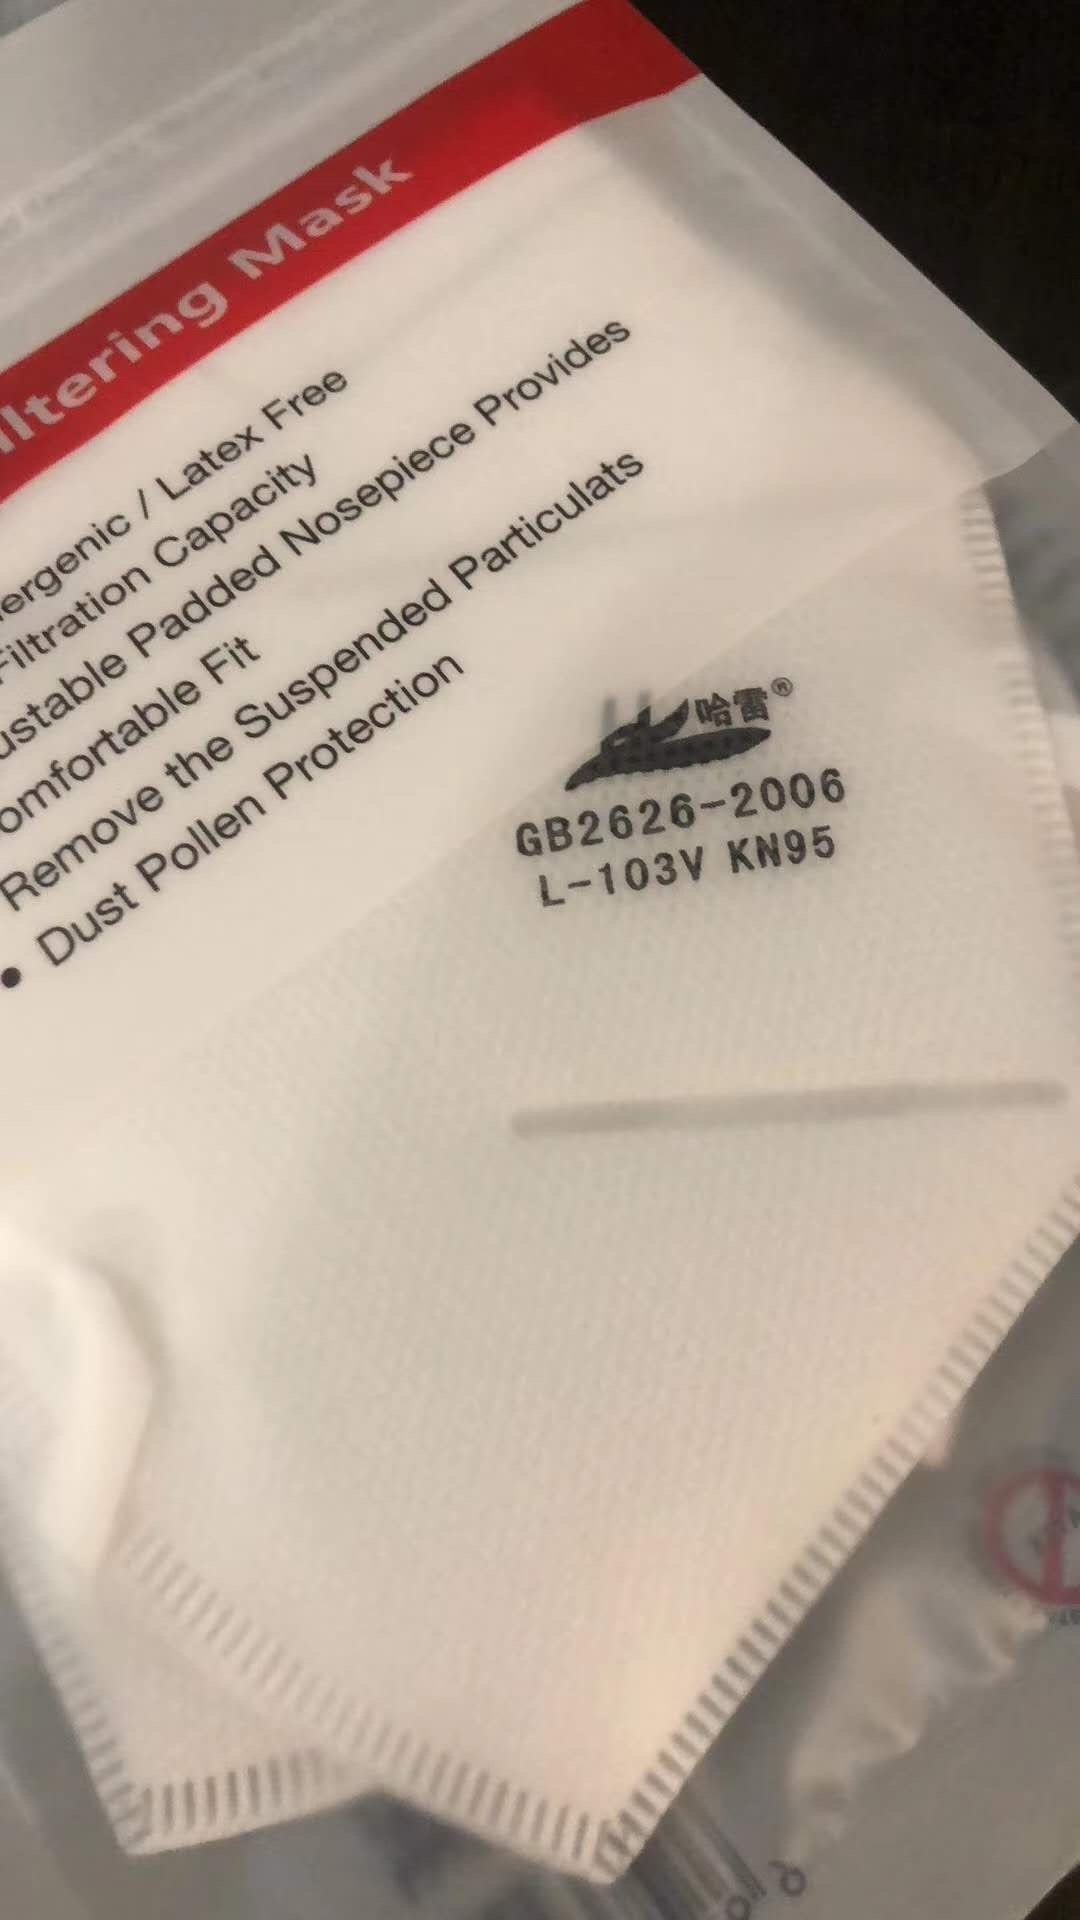 iltering Mask
ergenic / Latex Free
Filtration Capacity
ustable Padded Nosepiece Provides
omfortable Fit
Remove the Suspended Particulats
• Dust Pollen Protection
哈雷®
GB2626-2006
L-103V KN95